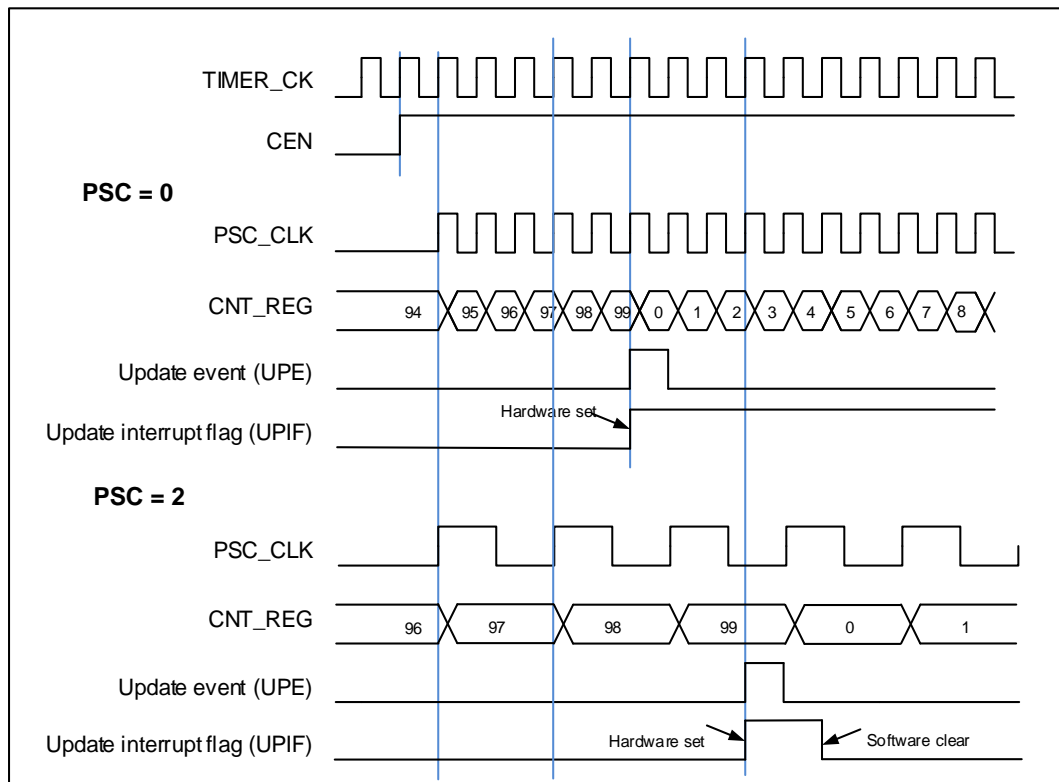 TIMER_CK
CEN
PSC = 0
PSC_CLK
CNT_REG 94 95 96 97 98 99 0 1 2 3 4 5 6 7 8
Update event (UPE)
Hardware set
Update interrupt flag (UPIF)
PSC = 2
PSC_CLK
CNT_REG 96 97 98 99 0 1
Update event (UPE)
Update interrupt flag (UPIF) Hardware set Software clear